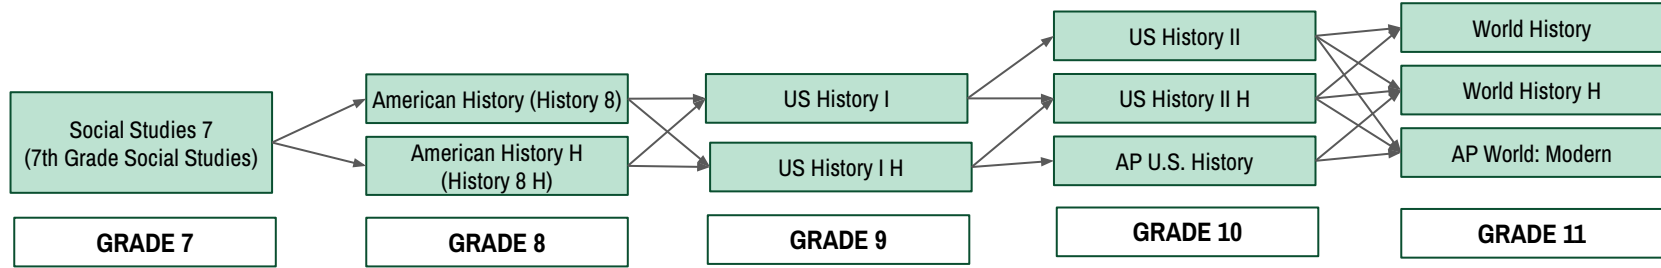 Social Studies 7
(7th Grade Social Studies)
GRADE 7
American History (History 8)
American History H
(History 8 H)
GRADE 8
US History I
US History I H
GRADE 9
US History II
US History II H
AP U.S. History
GRADE 10
World History
World History H
AP World: Modern
GRADE 11